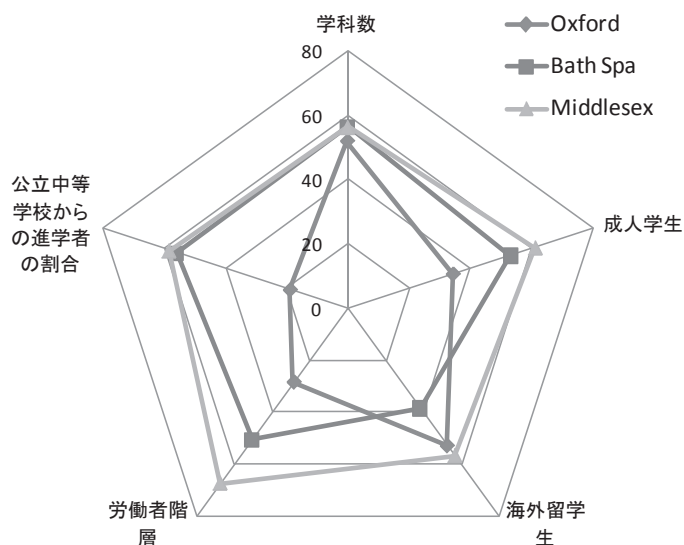 学科数
Oxford
Bath Spa
Middlesex
80
60
40
20
0
公立中等
学校から
の進学者
の割合
成人学生
労働者階
層
海外留学
生